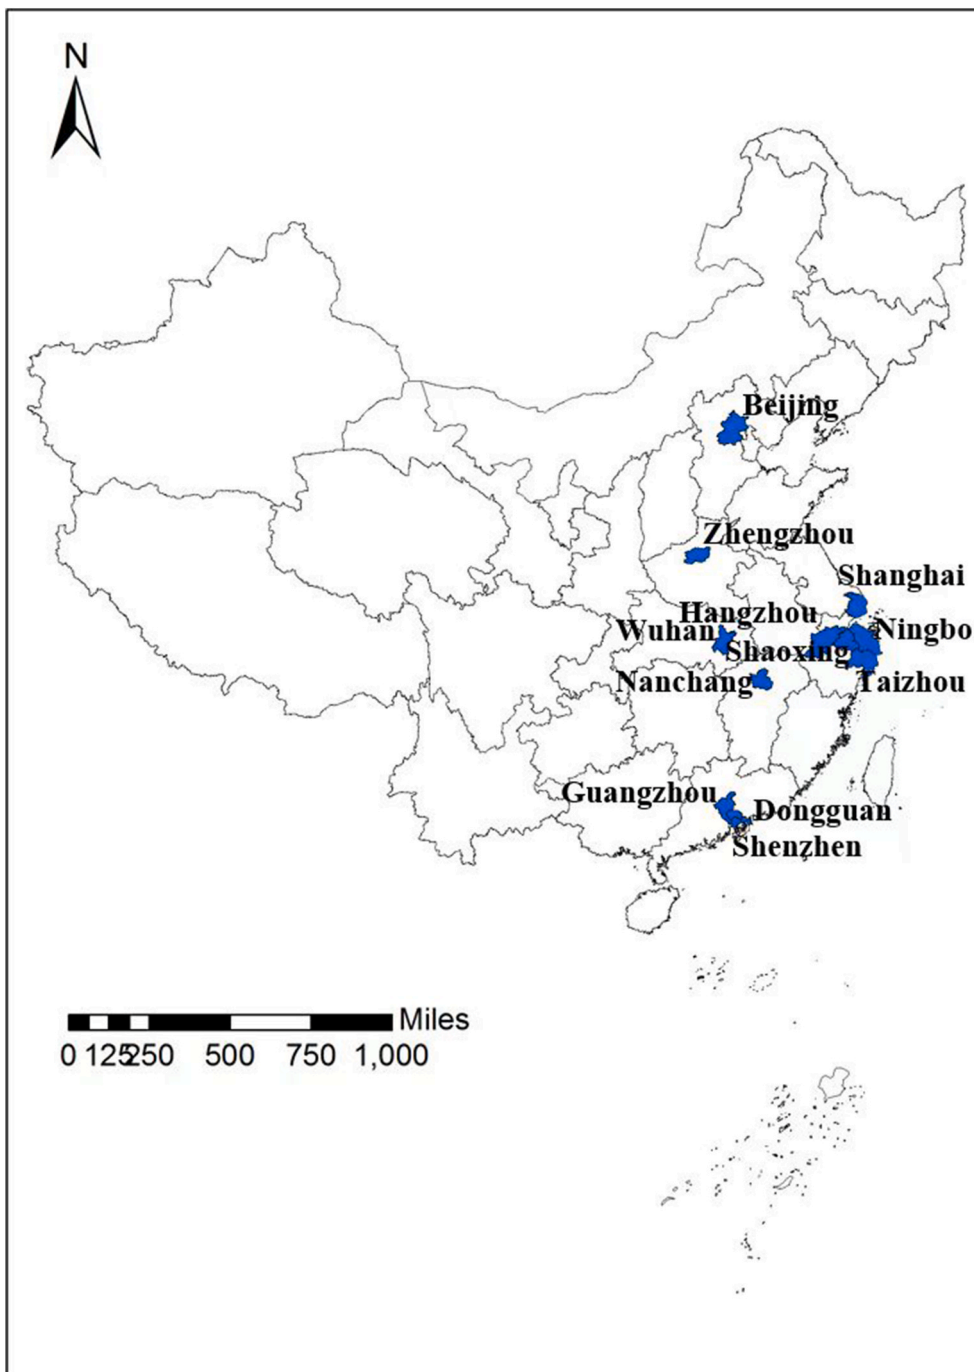 N
Beijing
Zhengzhou
Shanghai
Hangzhou
Wuhan
Ningbo
Shaoxing
Nanchang
Taizhou
Guangzhou
Dongguan
Shenzhen
Miles
0 125 250 500 750 1,000